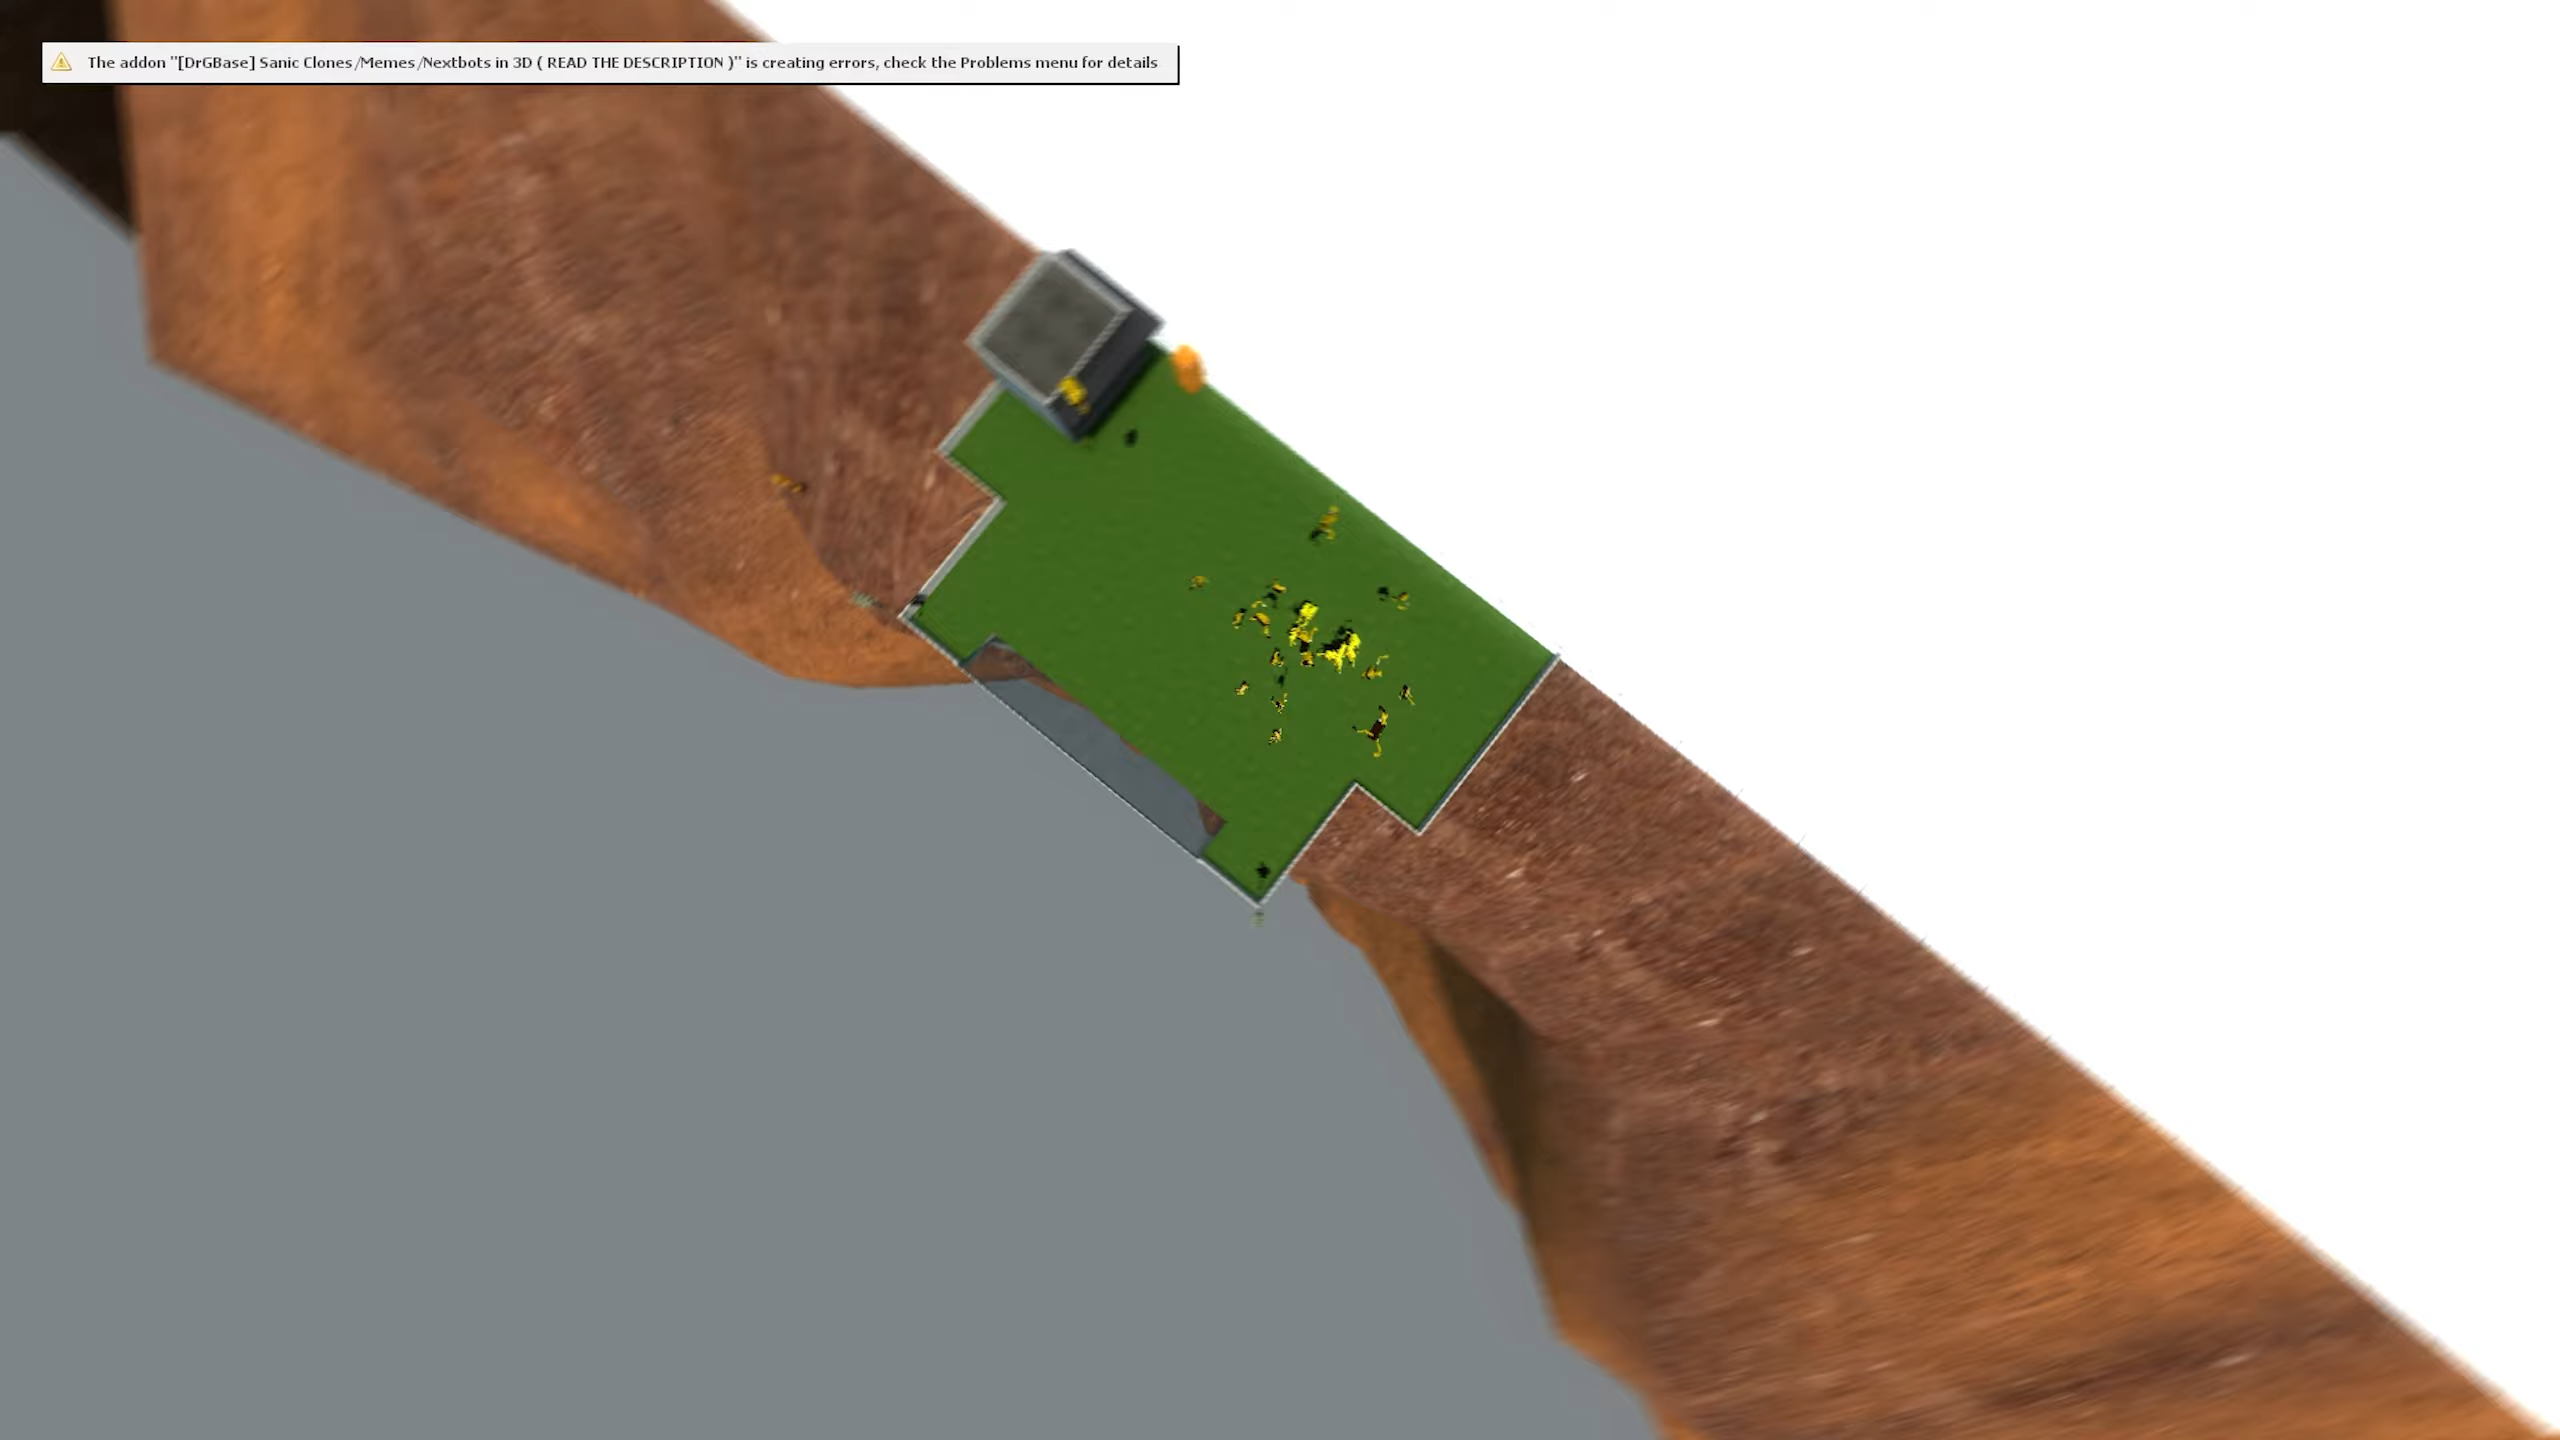 The addon "[DrGBase] Sanic Clones/Memes/Nextbots in 3D ( READ THE DESCRIPTION )" is creating errors, check the Problems menu for details